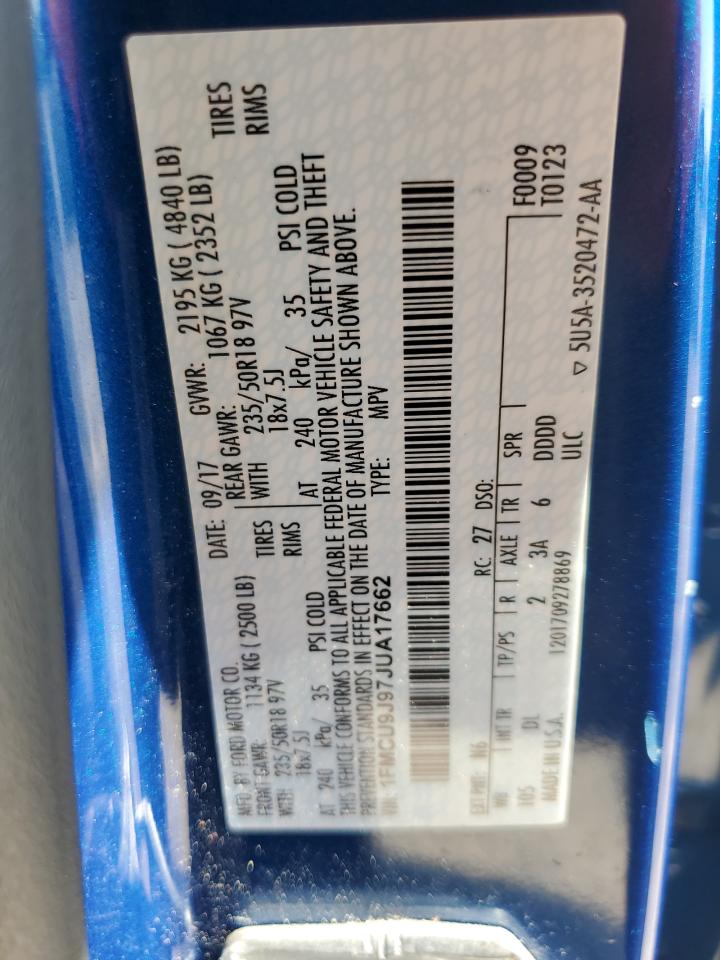 MFD. BY FORD MOTOR CO.
DATE: 09/17 GVWR: 2195 KG ( 4840 LB)
FRONT GAWR: 1134 KG ( 2500 LB) REAR GAWR: 1067 KG ( 2352 LB)
WITH 235/50R18 97V TIRES WITH 235/50R18 97V TIRES
18x7.5J RIMS 18x7.5J RIMS
AT 240 kPa/ 35 PSI COLD AT 240 kPa/ 35 PSI COLD
THIS VEHICLE CONFORMS TO ALL APPLICABLE FEDERAL MOTOR VEHICLE SAFETY AND THEFT
PREVENTION STANDARDS IN EFFECT ON THE DATE OF MANUFACTURE SHOWN ABOVE.
VIN: 1FMCU9J97JUA17662 TYPE: MPV
EXT PNT: N6 RC: 27 DSO:
WB INT TR TP/PS R AXLE TR SPR F0009
105 DL 2 3A 6 DDDD T0123
ULC
MADE IN U.S.A. 1201709278869 ▽ 5U5A-3520472-AA